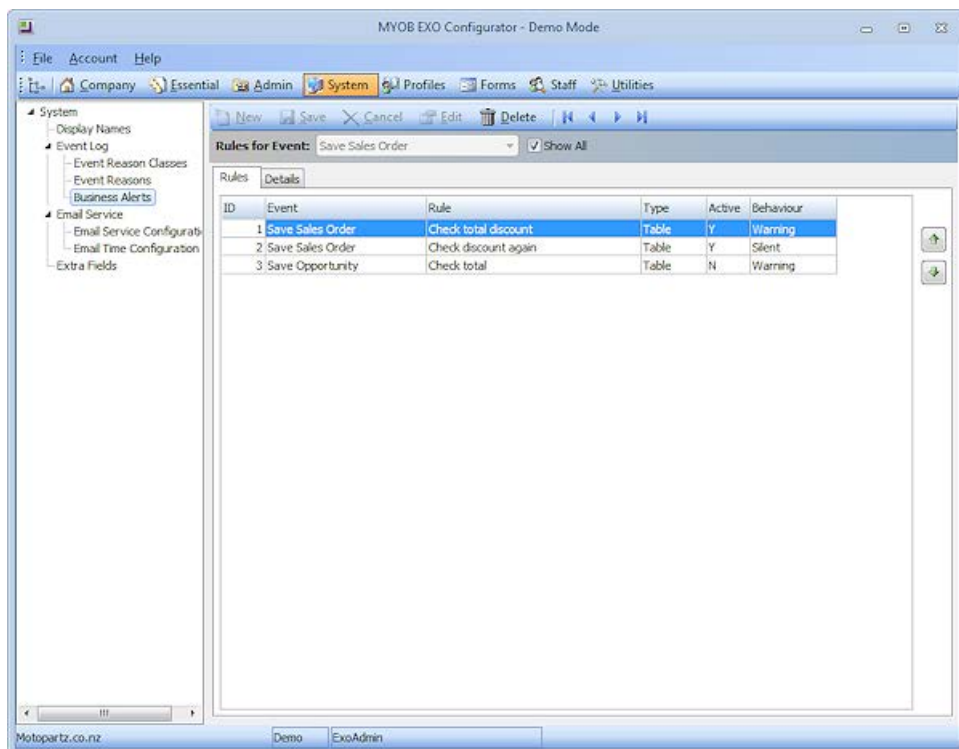 MYOB EXO Configurator - Demo Mode
File Account Help
Company Essential Admin System Profiles Forms Staff Utilities
System
Display Names
Event Log
Event Reason Classes
Event Reasons
Business Alerts
Email Service
Email Service Configurati
Email Time Configuration
Extra Fields
New Save Cancel Edit Delete
Rules for Event: Save Sales Order Show All
Rules Details
ID Event Rule Type Active Behaviour
1 Save Sales Order Check total discount Table Y Warning
2 Save Sales Order Check discount again Table Y Silent
3 Save Opportunity Check total Table N Warning
Motopartz.co.nz Demo ExoAdmin